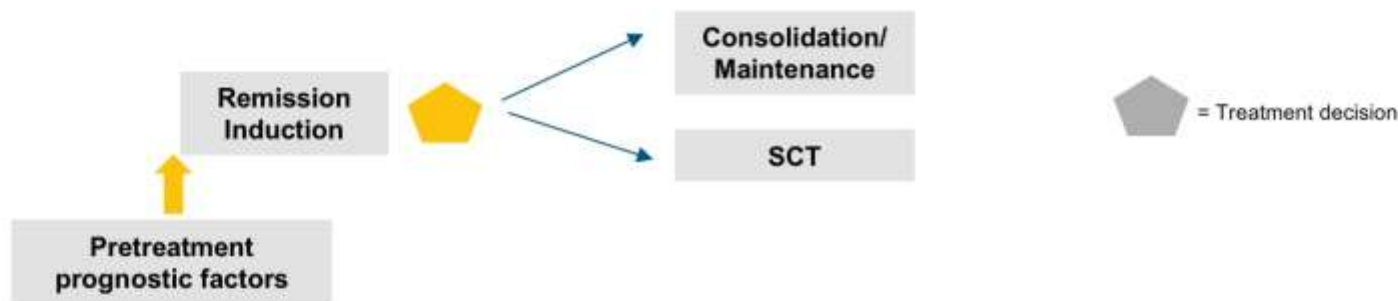 Consolidation/
Maintenance
Remission
Induction
= Treatment decision
SCT
Pretreatment
prognostic factors